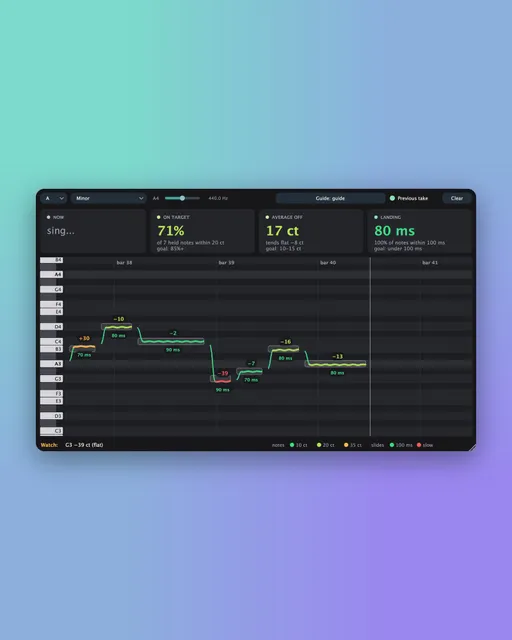 A Minor A4 440.0 Hz Guide: guide Previous take Clear
NOW
sing...
ON TARGET
71%
of 7 held notes within 20 ct
goal: 85%+
AVERAGE OFF
17 ct
tends flat −8 ct
goal: 10–15 ct
LANDING
80 ms
100% of notes within 100 ms
goal: under 100 ms
B4
bar 38 bar 39 bar 40 bar 41
A4
G4
F4
E4
D4
C4
B3
A3
G3
F3
E3
D3
C3
+30
70 ms
−10
80 ms
−2
90 ms
−39
90 ms
−7
70 ms
−16
80 ms
−13
80 ms
Watch: G3 −39 ct (flat)
notes 10 ct 20 ct 35 ct slides 100 ms slow